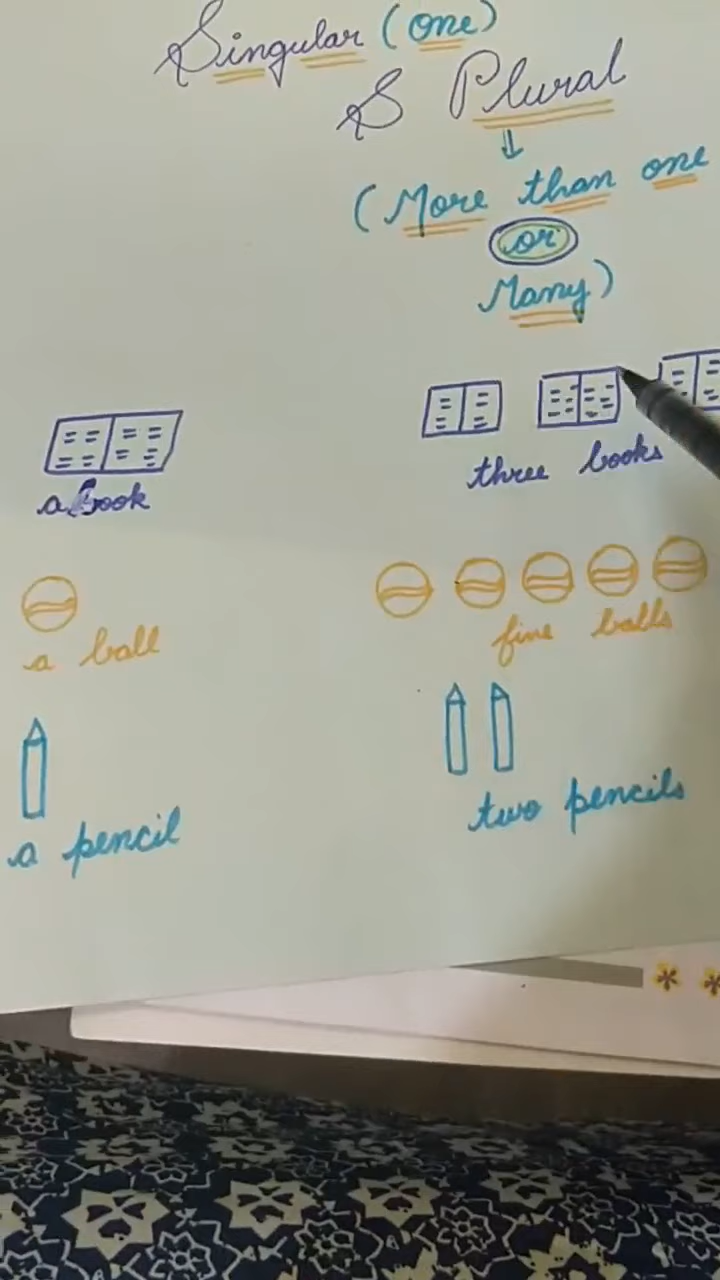 Singular (one)
S Plural
(More than one
or
Many)
a book
three books
a ball
five balls
a pencil
two pencils